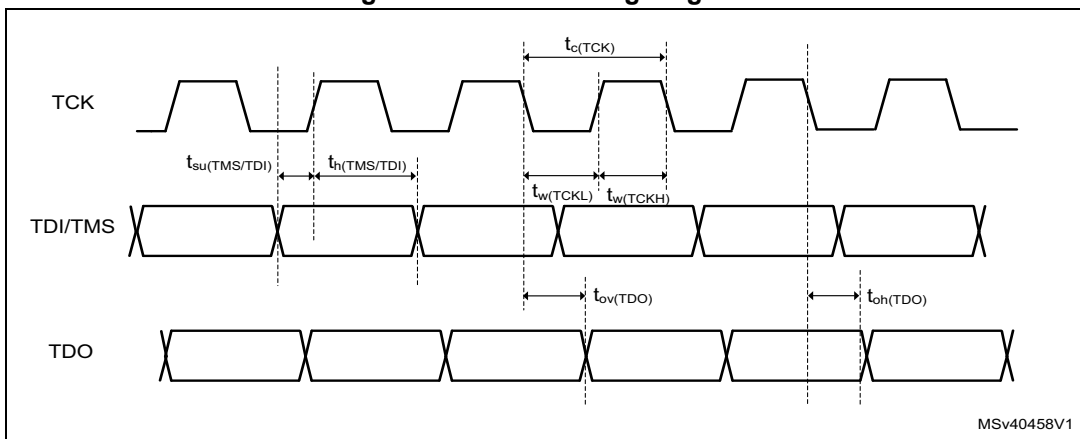 t_c(TCK)
TCK
t_su(TMS/TDI)
t_h(TMS/TDI)
t_w(TCKL)
t_w(TCKH)
TDI/TMS
t_ov(TDO)
t_oh(TDO)
TDO
MSv40458V1